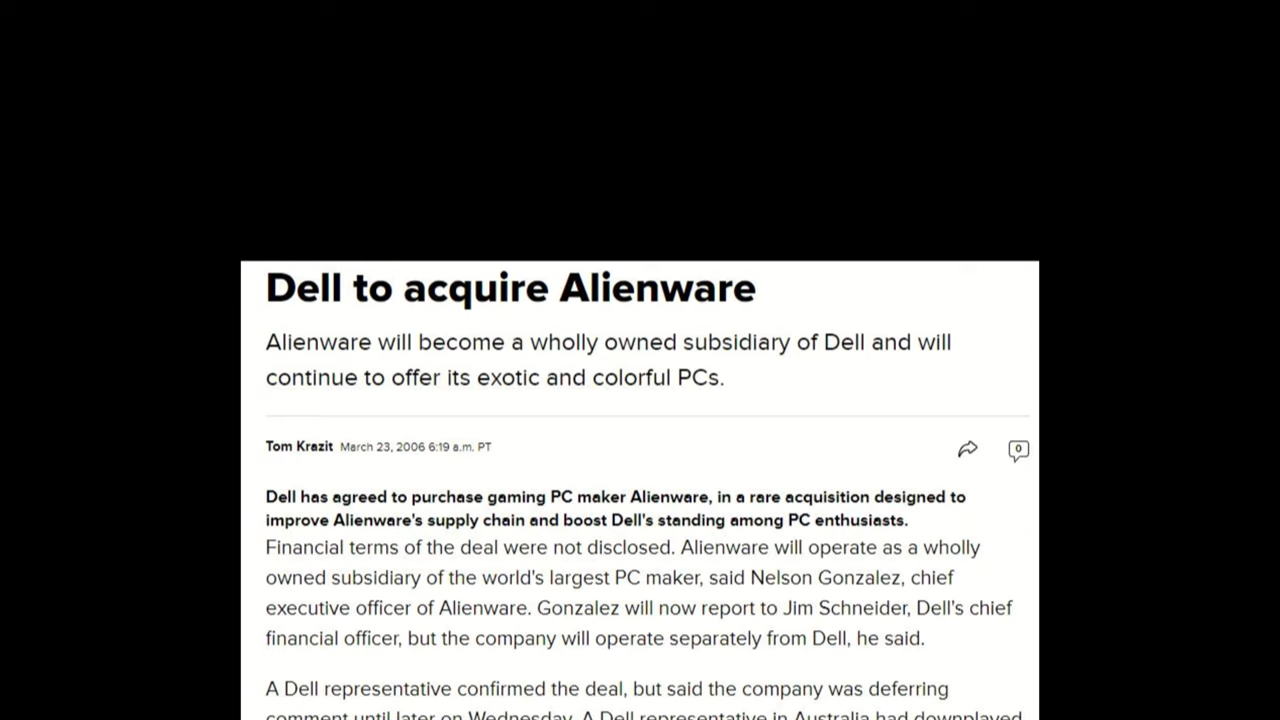 Dell to acquire Alienware
Alienware will become a wholly owned subsidiary of Dell and will
continue to offer its exotic and colorful PCs.
Tom Krazit March 23, 2006 6:19 a.m. PT
0
Dell has agreed to purchase gaming PC maker Alienware, in a rare acquisition designed to
improve Alienware's supply chain and boost Dell's standing among PC enthusiasts.
Financial terms of the deal were not disclosed. Alienware will operate as a wholly
owned subsidiary of the world's largest PC maker, said Nelson Gonzalez, chief
executive officer of Alienware. Gonzalez will now report to Jim Schneider, Dell's chief
financial officer, but the company will operate separately from Dell, he said.
A Dell representative confirmed the deal, but said the company was deferring
comment until later on Wednesday. A Dell representative in Australia had downplayed